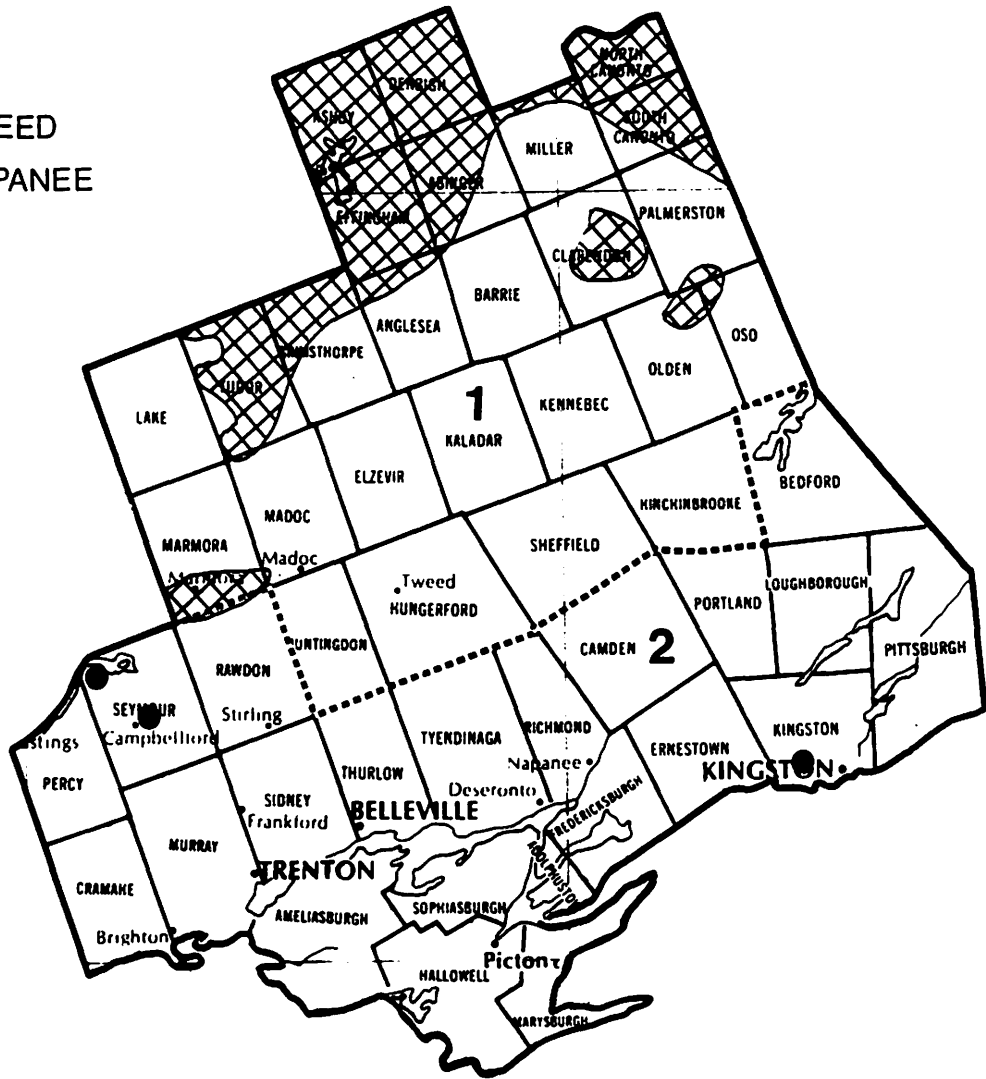 EED
PANEE
NORTH
CANONTO
DENBIGH
ASHBY
SOUTH
CANONTO
MILLER
ABINGER
EFFINGHAM
PALMERSTON
CLARENDON
BARRIE
ANGLESEA
OSO
OLDEN
TUDOR
LAKE
1
KENNEBEC
KALADAR
ELZEVIR
BEDFORD
HINCHINBROOKE
MADOC
SHEFFIELD
MARMORA
Madoc
Tweed
HUNGERFORD
LOUGHBOROUGH
PORTLAND
HUNTINGDON
CAMDEN
2
PITTSBURGH
RAWDON
SEYMOUR
Stirling
Campbellford
stings
RICHMOND
TYENDINAGA
KINGSTON
ERNESTOWN
Napanee
KINGSTON
THURLOW
PERCY
Deseronto
SIDNEY
Frankford
BELLEVILLE
FREDERICKSBURGH
MURRAY
TRENTON
CRAMAHE
SOPHIASBURGH
AMELIASBURGH
Brighton
Picton
HALLOWELL
MARYSBURGH